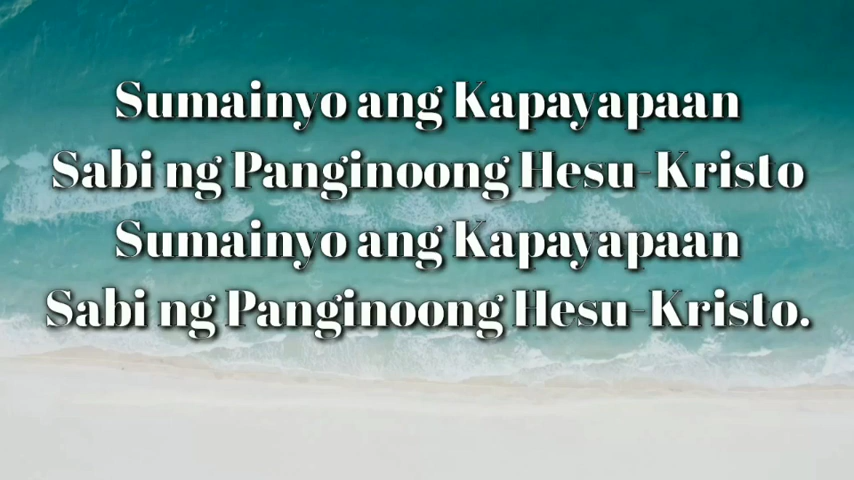 Sumainyo ang Kapayapaan
Sabi ng Panginoong Hesu-Kristo
Sumainyo ang Kapayapaan
Sabi ng Panginoong Hesu-Kristo.